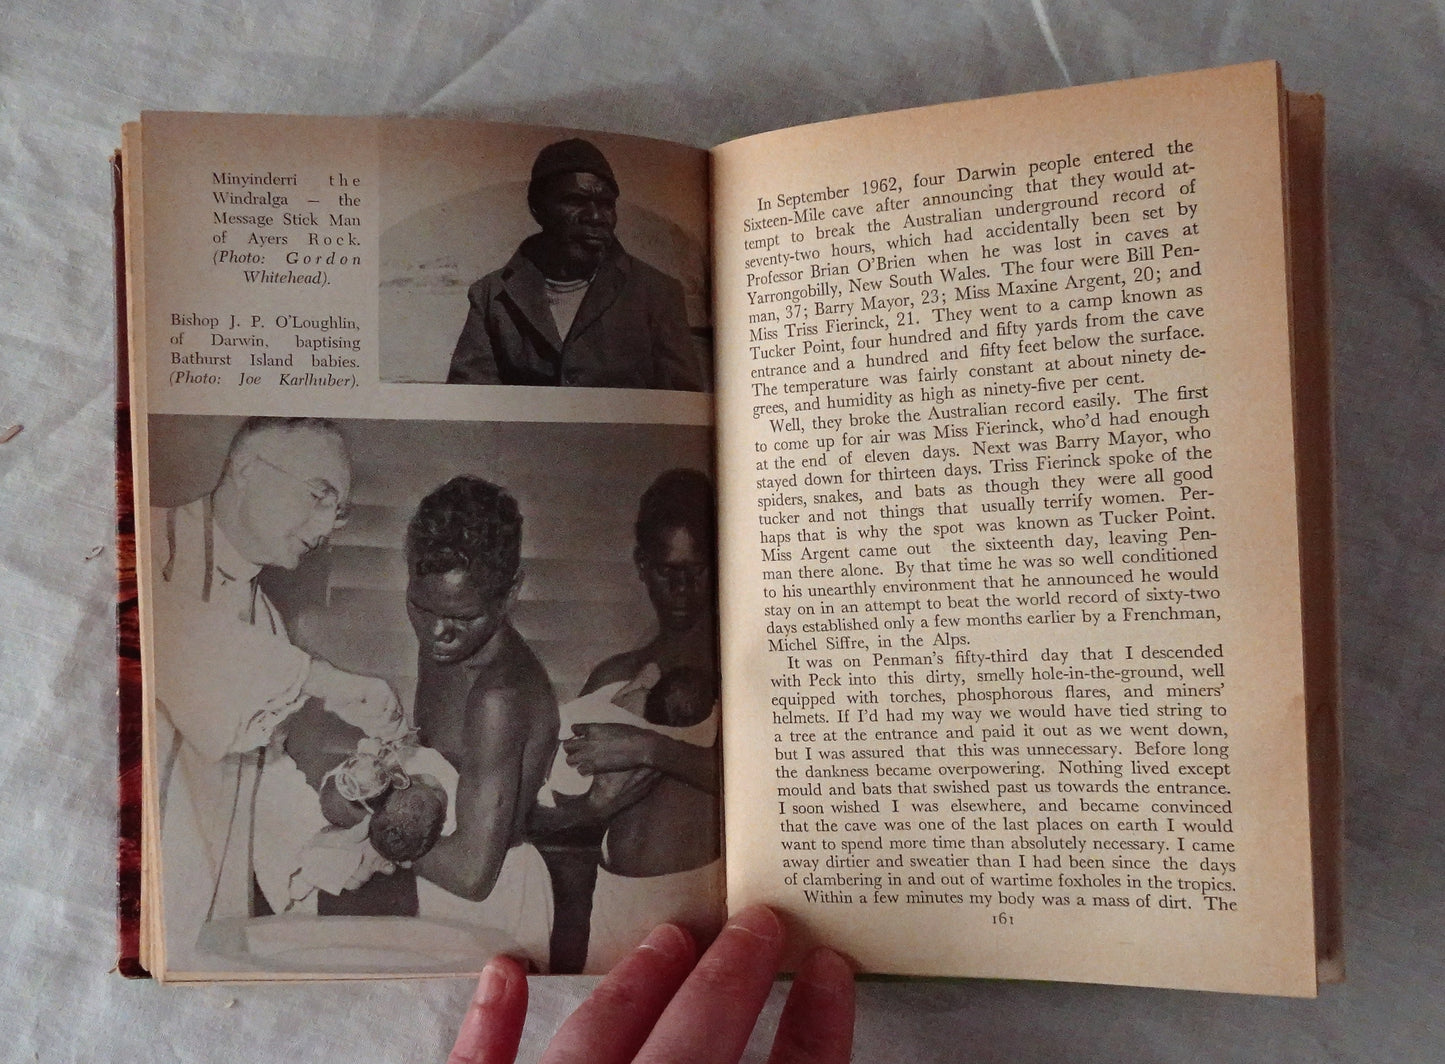 Minyinderri the
Windralga — the
Message Stick Man
of Ayers Rock.
(Photo: Gordon
Whitehead).
Bishop J. P. O'Loughlin,
of Darwin, baptising
Bathurst Island babies.
(Photo: Joe Karlhuber).
In September 1962, four Darwin people entered the
Sixteen-Mile cave after announcing that they would at-
tempt to break the Australian underground record of
seventy-two hours, which had accidentally been set by
Professor Brian O'Brien when he was lost in caves at
Yarrongobilly, New South Wales. The four were Bill Pen-
man, 37; Barry Mayor, 23; Miss Maxine Argent, 20; and
Miss Triss Fierinck, 21. They went to a camp known as
Tucker Point, four hundred and fifty yards from the cave
entrance and a hundred and fifty feet below the surface.
The temperature was fairly constant at about ninety de-
grees, and humidity as high as ninety-five per cent.
Well, they broke the Australian record easily. The first
to come up for air was Miss Fierinck, who'd had enough
at the end of eleven days. Next was Barry Mayor, who
stayed down for thirteen days. Triss Fierinck spoke of the
spiders, snakes, and bats as though they were all good
tucker and not things that usually terrify women. Per-
haps that is why the spot was known as Tucker Point.
Miss Argent came out the sixteenth day, leaving Pen-
man there alone. By that time he was so well conditioned
to his unearthly environment that he announced he would
stay on in an attempt to beat the world record of sixty-two
days established only a few months earlier by a Frenchman,
Michel Siffre, in the Alps.
It was on Penman's fifty-third day that I descended
with Peck into this dirty, smelly hole-in-the-ground, well
equipped with torches, phosphorous flares, and miners'
helmets. If I'd had my way we would have tied string to
a tree at the entrance and paid it out as we went down,
but I was assured that this was unnecessary. Before long
the dankness became overpowering. Nothing lived except
mould and bats that swished past us towards the entrance.
I soon wished I was elsewhere, and became convinced
that the cave was one of the last places on earth I would
want to spend more time than absolutely necessary. I came
away dirtier and sweatier than I had been since the days
of clambering in and out of wartime foxholes in the tropics.
Within a few minutes my body was a mass of dirt. The
161